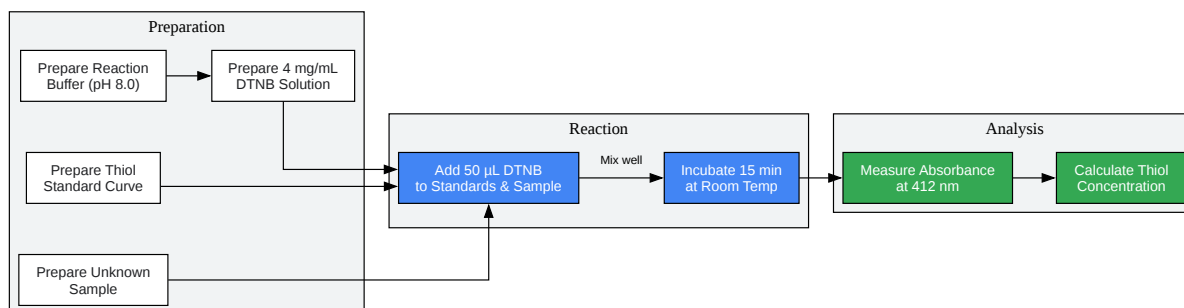 Preparation
Prepare Reaction
Buffer (pH 8.0)
Prepare 4 mg/mL
DTNB Solution
Prepare Thiol
Standard Curve
Prepare Unknown
Sample
Reaction
Add 50 µL DTNB
to Standards & Sample
Mix well
Incubate 15 min
at Room Temp
Analysis
Measure Absorbance
at 412 nm
Calculate Thiol
Concentration